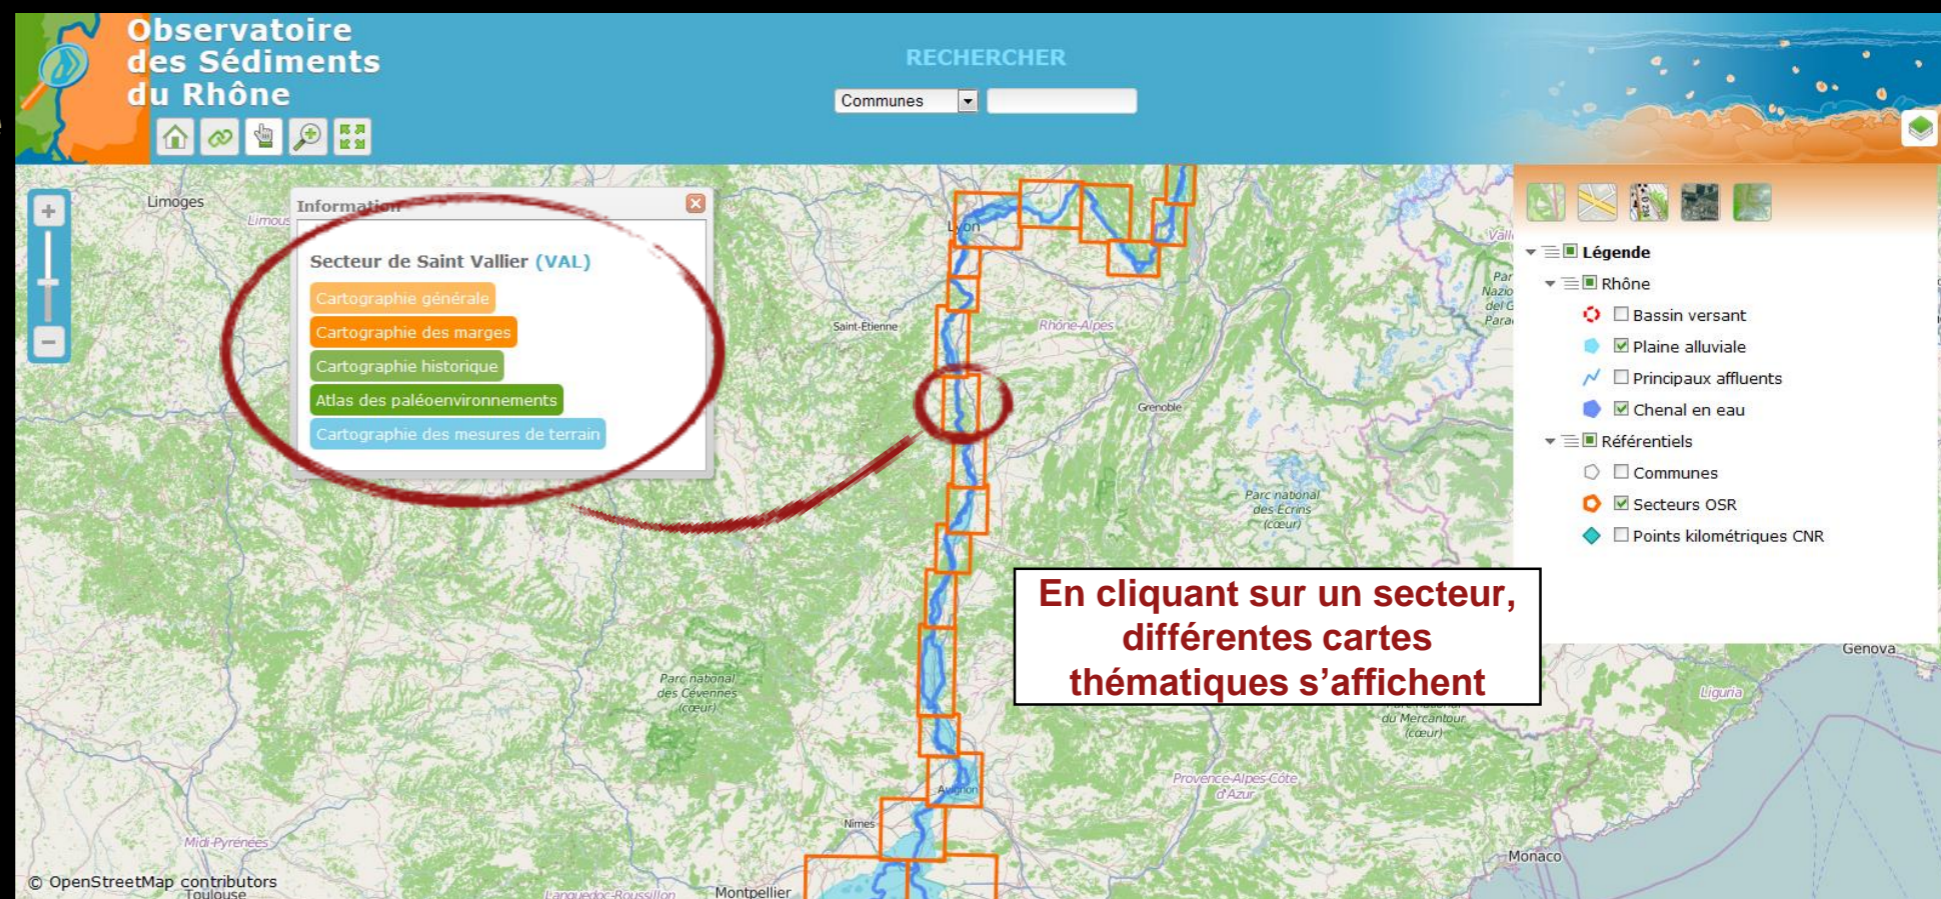 Observatoire
des Sédiments
du Rhône
RECHERCHER
Communes
Limoges
Limous
Information
Secteur de Saint Vallier (VAL)
Cartographie générale
Cartographie des marges
Cartographie historique
Atlas des paléoenvironnements
Cartographie des mesures de terrain
Lyon
Saint-Etienne
Rhône-Alpes
Grenoble
Parc national
des Ecrins
(cœur)
Parc national
des Cévennes
(cœur)
Légende
Rhône
Bassin versant
Plaine alluviale
Principaux affluents
Chenal en eau
Référentiels
Communes
Secteurs OSR
Points kilométriques CNR
En cliquant sur un secteur,
différentes cartes
thématiques s’affichent
du Mercantour
(cœur)
Genova
Liguria
Provence-Alpes-Côte
d'Azur
Avignon
Nîmes
Midi-Pyrénées
Monaco
© OpenStreetMap contributors
Toulouse
Languedoc-Roussillon
Montpellier